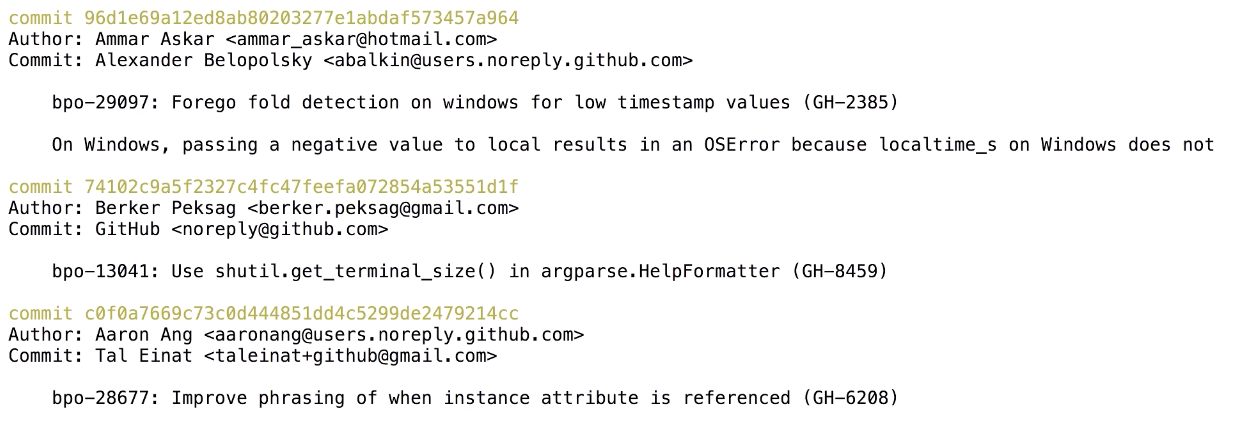 commit 96d1e69a12ed8ab80203277e1abdaf573457a964
Author: Ammar Askar <ammar_askar@hotmail.com>
Commit: Alexander Belopolsky <abalkin@users.noreply.github.com>
bpo-29097: Forego fold detection on windows for low timestamp values (GH-2385)
On Windows, passing a negative value to local results in an OSError because localtime_s on Windows does not
commit 74102c9a5f2327c4fc47feefa072854a53551d1f
Author: Berker Peksag <berker.peksag@gmail.com>
Commit: GitHub <noreply@github.com>
bpo-13041: Use shutil.get_terminal_size() in argparse.HelpFormatter (GH-8459)
commit c0f0a7669c73c0d444851dd4c5299de2479214cc
Author: Aaron Ang <aaronang@users.noreply.github.com>
Commit: Tal Einat <taleinat+github@gmail.com>
bpo-28677: Improve phrasing of when instance attribute is referenced (GH-6208)